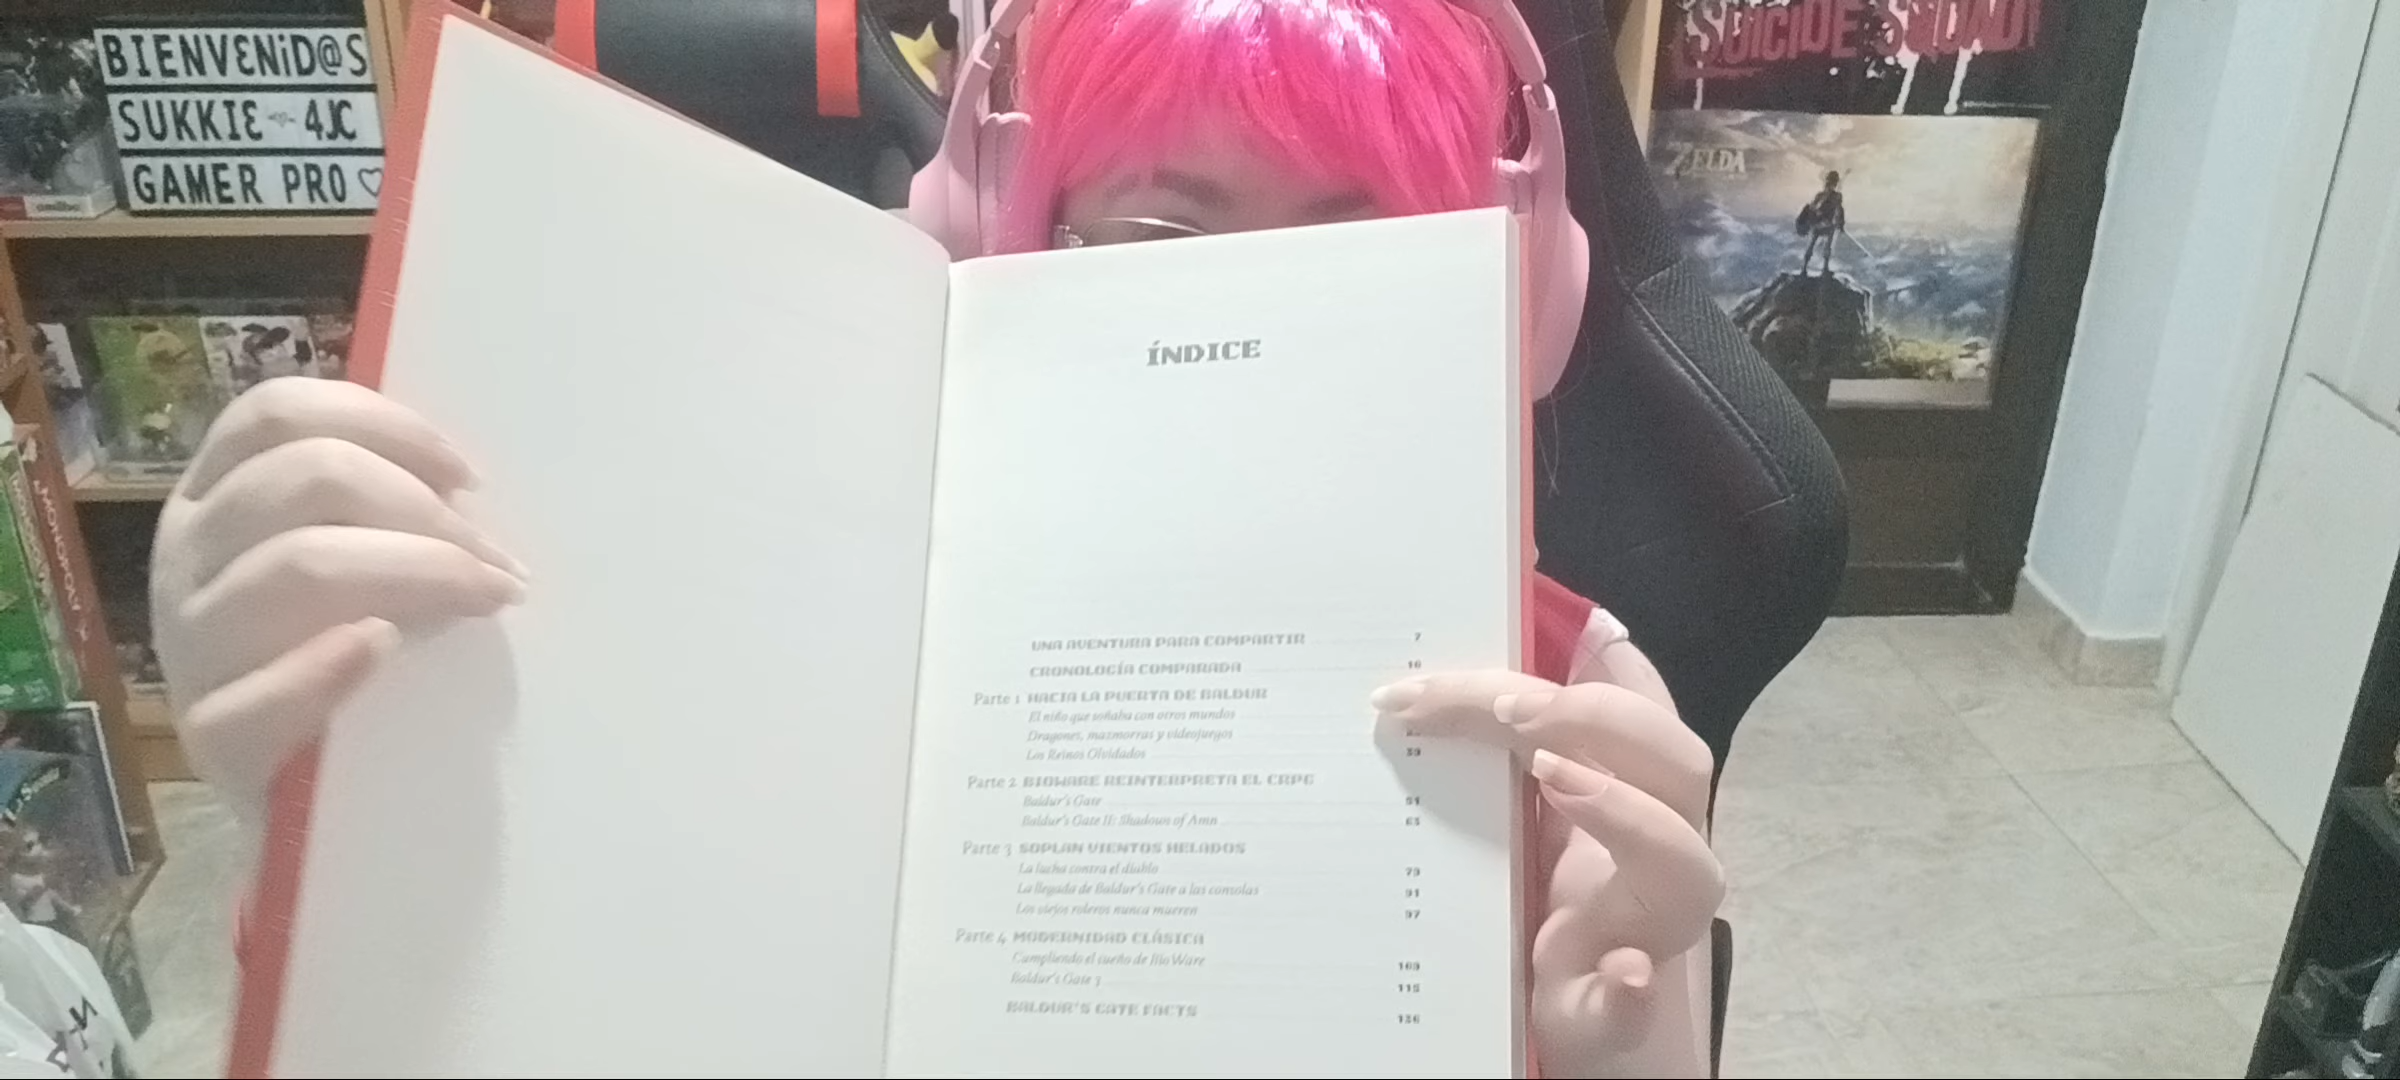 BIENVENID@S
SUKKIE 4JC
GAMER PRO ♡
SUICIDE SQUAD
ZELDA
MONOPOLY
ÍNDICE
UNA AVENTURA PARA COMPARTIR 7
CRONOLOGÍA COMPARADA 10
Parte 1 HACIA LA PUERTA DE BALDUR
El niño que soñaba con otros mundos
Dragones, mazmorras y videojuegos
Los Reinos Olvidados 39
Parte 2 BIOWARE REINTERPRETA EL CRPG
Baldur's Gate 51
Baldur's Gate II: Shadows of Amn 63
Parte 3 SOPLAN VIENTOS HELADOS
La lucha contra el diablo 79
La llegada de Baldur's Gate a las consolas 91
Los viejos roleros nunca mueren 97
Parte 4 MODERNIDAD CLÁSICA
Cumpliendo el sueño de BioWare 109
Baldur's Gate 3 115
BALDUR'S GATE FACTS 136